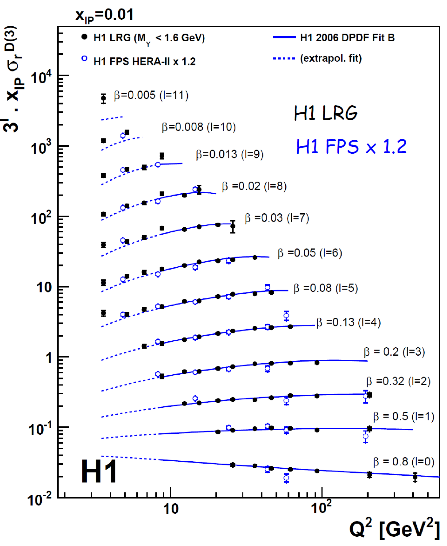 x_IP=0.01
3^l . x_IP σ_r^D(3)
H1 LRG (M_Y < 1.6 GeV)
H1 2006 DPDF Fit B
H1 FPS HERA-II x 1.2
(extrapol. fit)
10^4
β=0.005 (l=11)
H1 LRG
β=0.008 (l=10)
10^3
H1 FPS x 1.2
β=0.013 (l=9)
β=0.02 (l=8)
10^2
β=0.03 (l=7)
β=0.05 (l=6)
10
β=0.08 (l=5)
β=0.13 (l=4)
1
β = 0.2 (l=3)
β=0.32 (l=2)
β = 0.5 (l=1)
10^-1
β = 0.8 (l=0)
H1
10^-2
10
10^2
Q^2 [GeV^2]